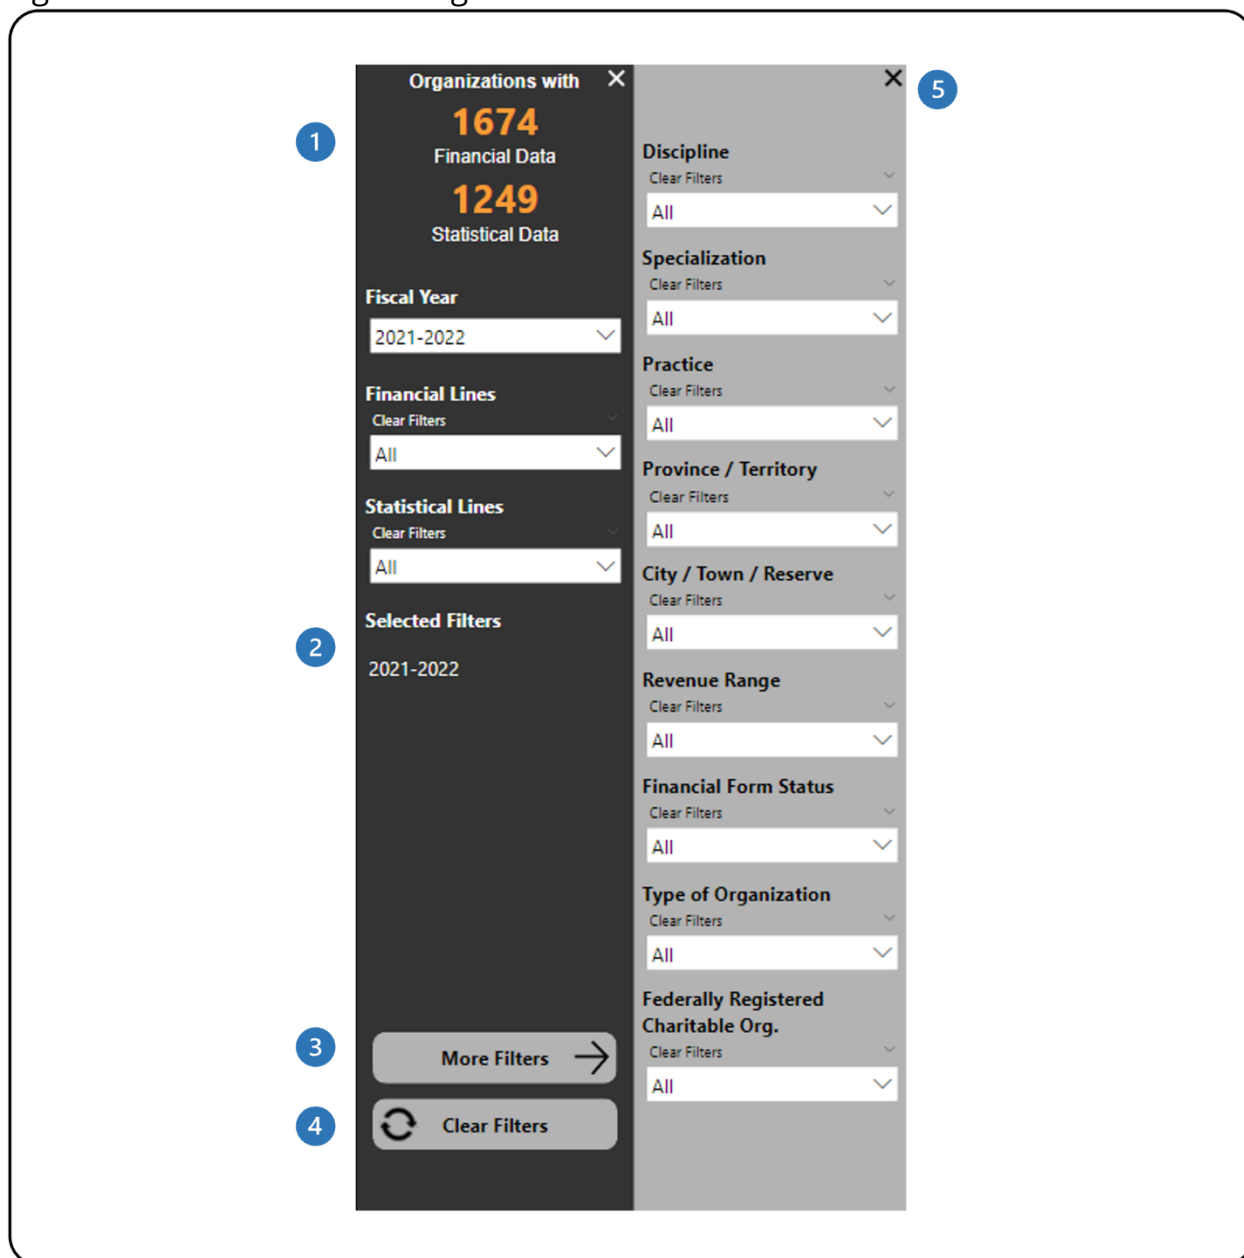 Organizations with
1674
Financial Data
1249
Statistical Data
1
Fiscal Year
2021-2022
Financial Lines
Clear Filters
All
Statistical Lines
Clear Filters
All
Selected Filters
2
2021-2022
3
More Filters
4
Clear Filters
5
Discipline
Clear Filters
All
Specialization
Clear Filters
All
Practice
Clear Filters
All
Province / Territory
Clear Filters
All
City / Town / Reserve
Clear Filters
All
Revenue Range
Clear Filters
All
Financial Form Status
Clear Filters
All
Type of Organization
Clear Filters
All
Federally Registered
Charitable Org.
Clear Filters
All